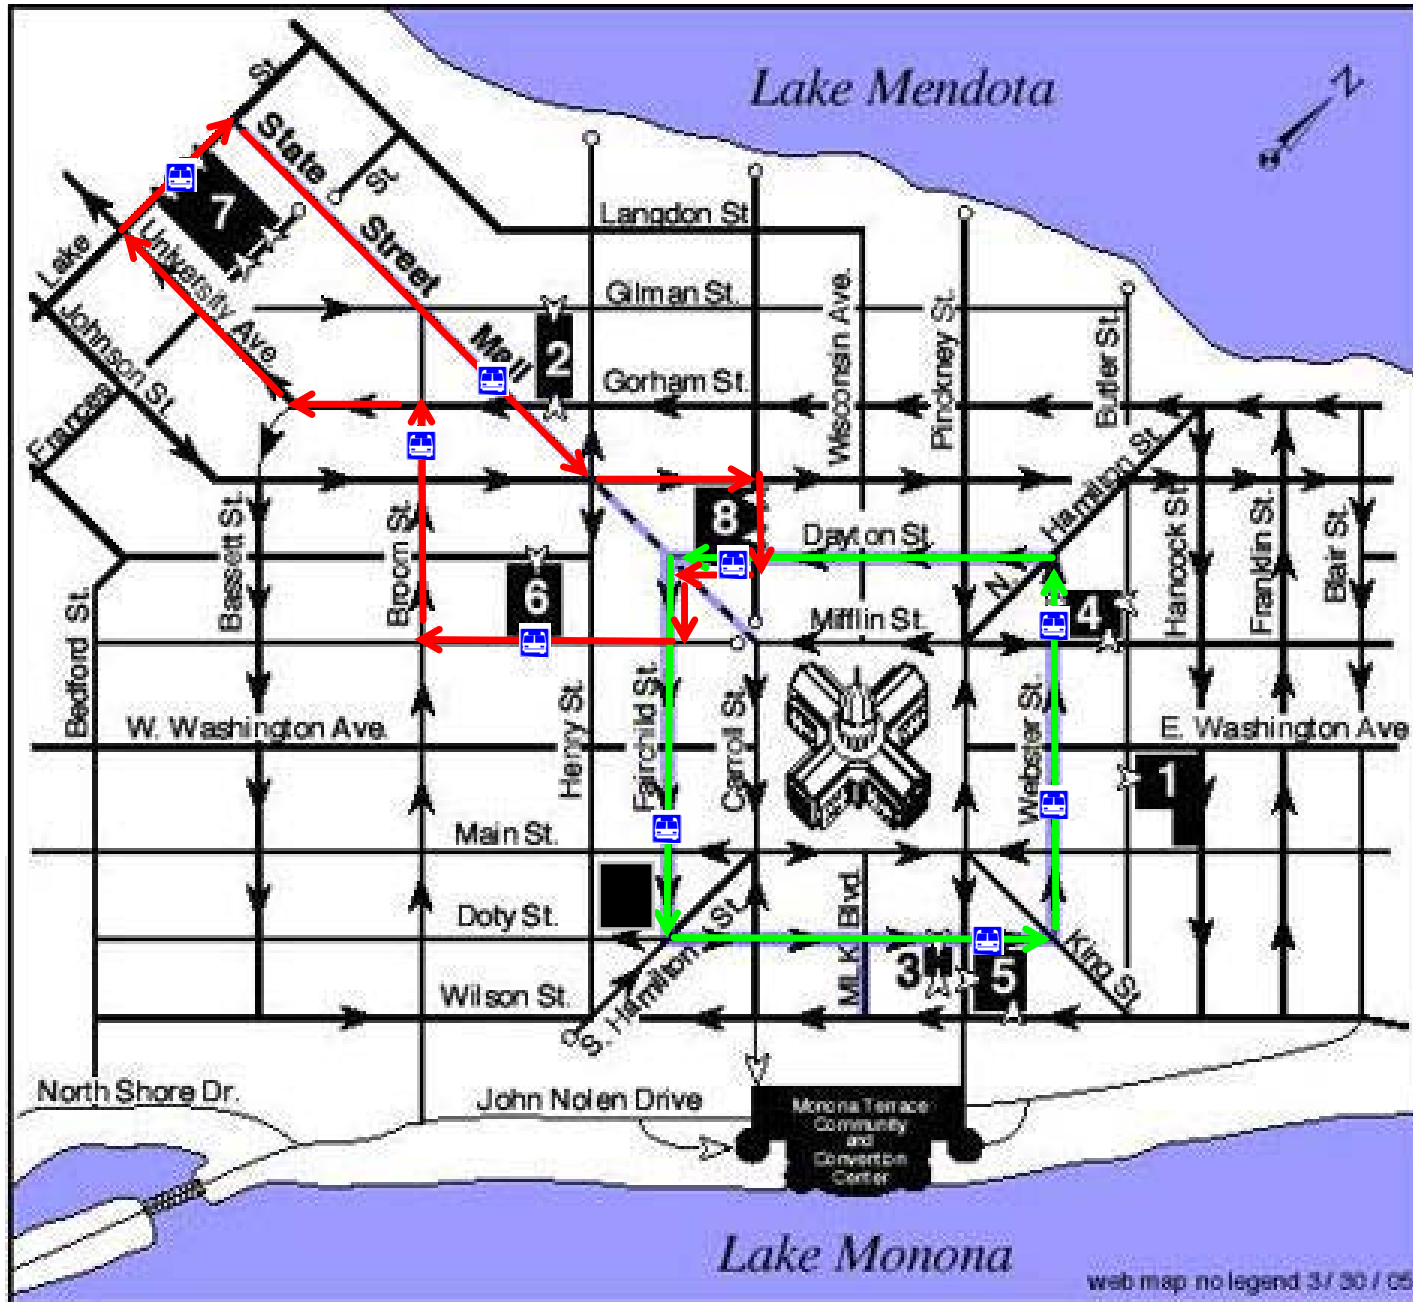 Lake Mendota
N
St.
State
Street
Mall
St.
7
Lake
University Ave.
Langdon St.
Gilman St.
Wisconsin Ave.
Pinckney St.
Butler St.
Johnson St.
2
Gorham St.
Frances
N. Hamilton St.
8
Dayton St.
Bassett St.
Broom St.
6
Hancock St.
Franklin St.
Blair St.
Bedford St.
4
Mifflin St.
Henry St.
Fairchild St.
Carroll St.
Webster St.
W. Washington Ave.
E. Washington Ave
1
Main St.
Doty St.
S. Hamilton St.
MLK Blvd.
3
5
King St
Wilson St.
North Shore Dr.
John Nolen Drive
Monona Terrace
Community
and
Convention
Center
Lake Monona
web map no legend 3 / 30 / 05